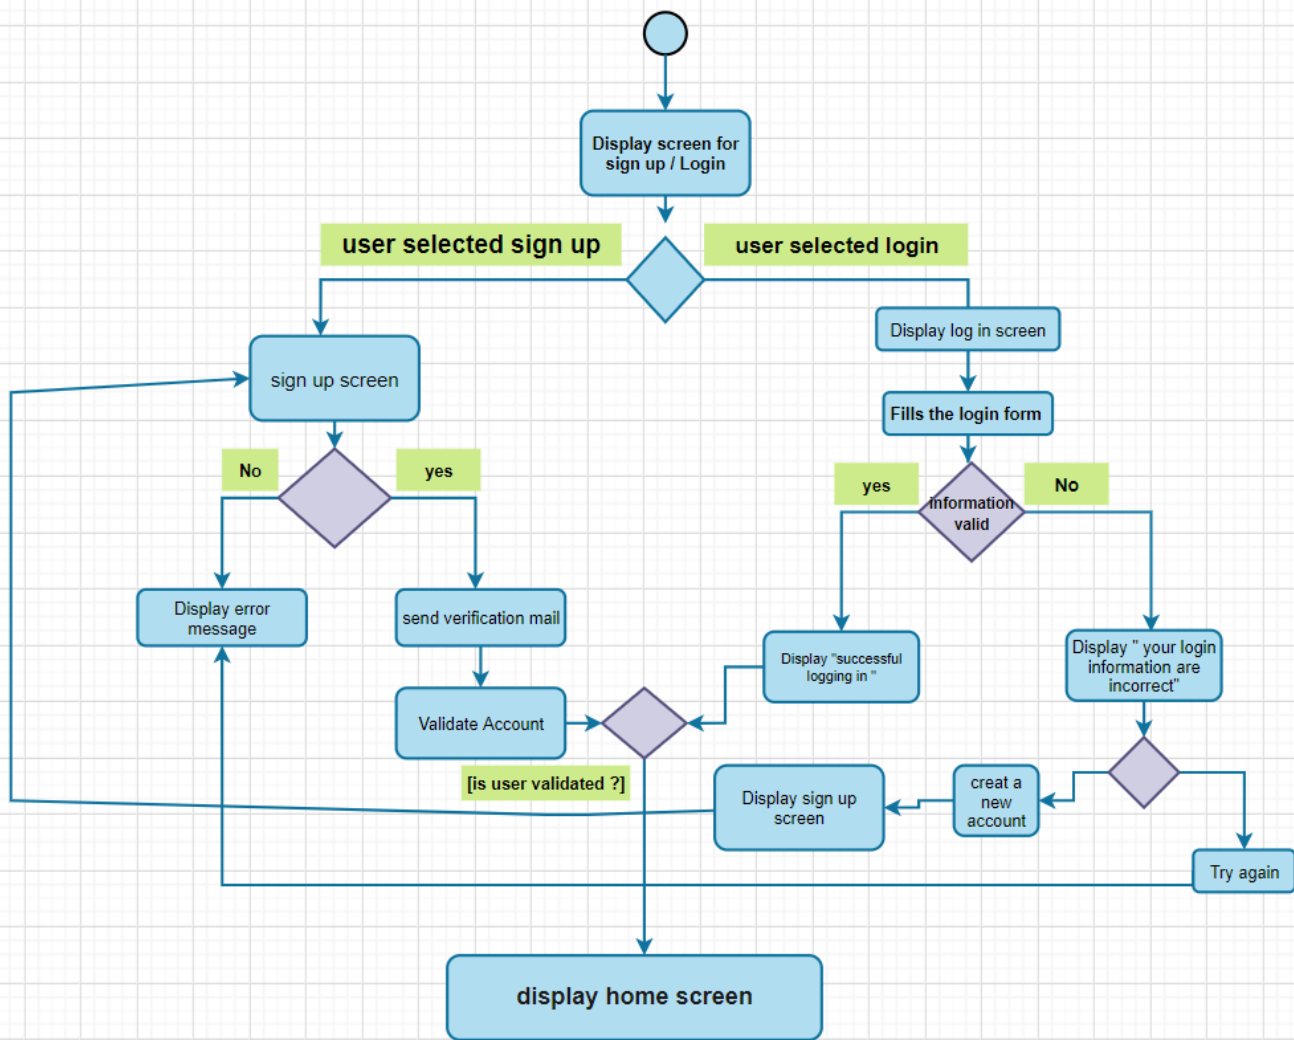 Display screen for
sign up / Login
user selected sign up
user selected login
Display log in screen
sign up screen
Fills the login form
No
yes
yes
information
valid
No
Display error
message
send verification mail
Display "successful
logging in "
Display " your login
information are
incorrect"
Validate Account
[is user validated ?]
Display sign up
screen
creat a
new
account
Try again
display home screen